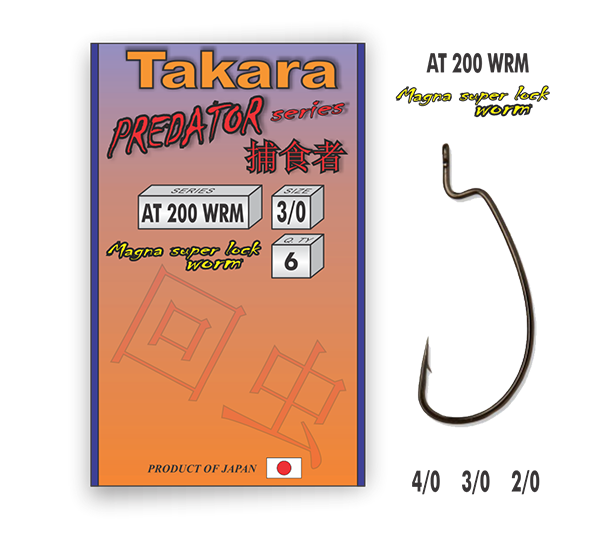 Takara
PREDATOR series
捕食者
SERIES
AT 200 WRM
SIZE
3/0
Magna super lock
worm
Q.TY
6
回虫
PRODUCT OF JAPAN
AT 200 WRM
Magna super lock
worm
4/0 3/0 2/0